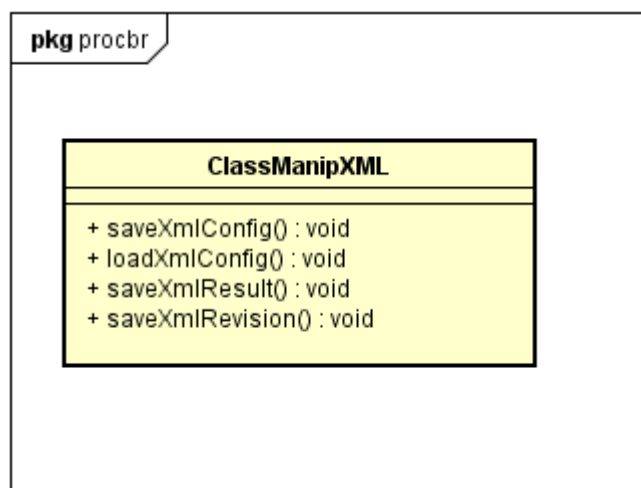 pkg procbr
ClassManipXML
+ saveXmlConfig() : void
+ loadXmlConfig() : void
+ saveXmlResult() : void
+ saveXmlRevision() : void